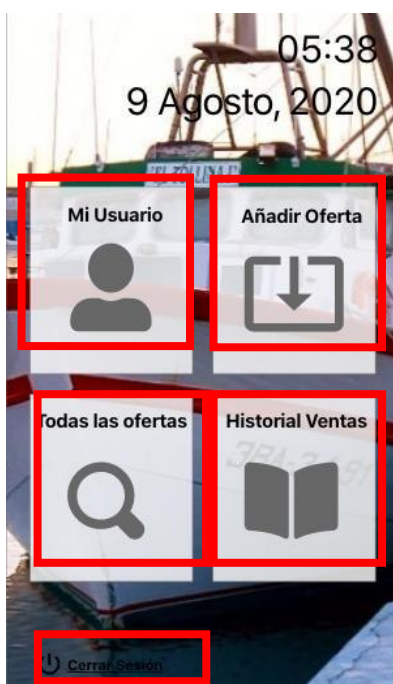 05:38
9 Agosto, 2020
Mi Usuario
Añadir Oferta
Todas las ofertas
Historial Ventas
Cerrar Sesión